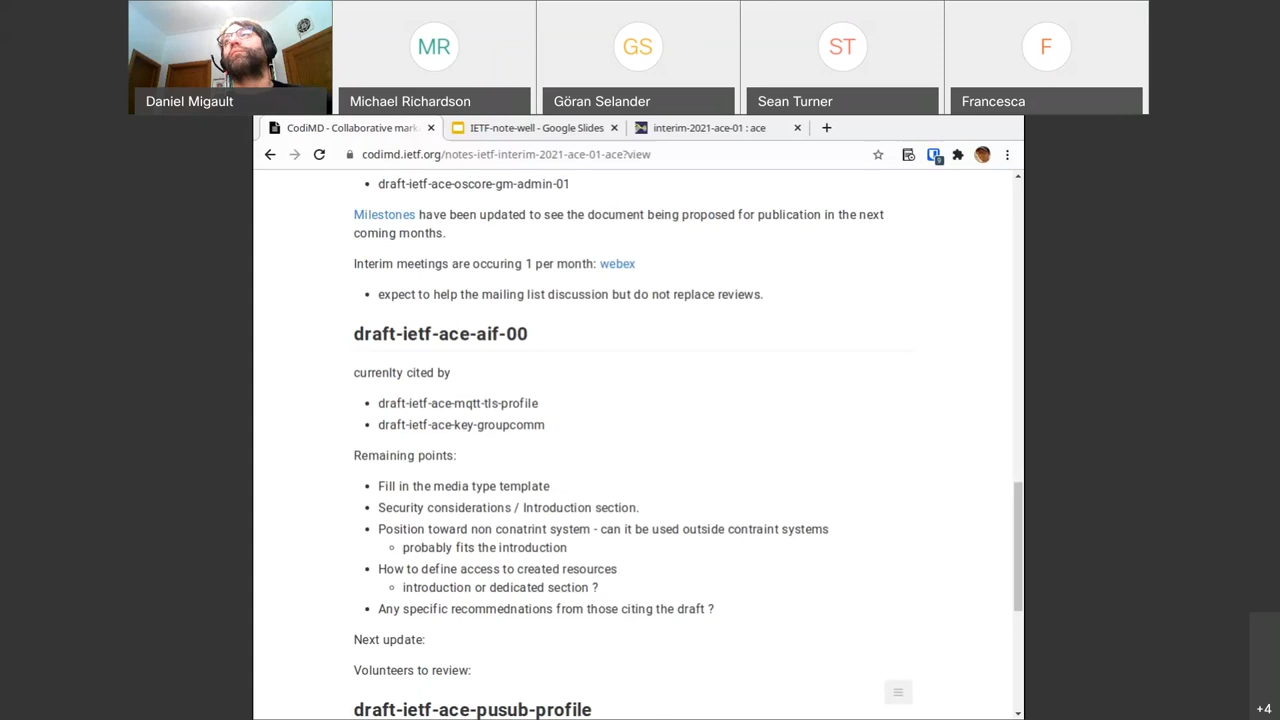 MR
GS
ST
F
Daniel Migault
Michael Richardson
Göran Selander
Sean Turner
Francesca
CodiMD - Collaborative mark
IETF-note-well - Google Slides
interim-2021-ace-01 : ace
codimd.ietf.org/notes-ietf-interim-2021-ace-01-ace?view
draft-ietf-ace-oscore-gm-admin-01
Milestones have been updated to see the document being proposed for publication in the next
coming months.
Interim meetings are occuring 1 per month: webex
expect to help the mailing list discussion but do not replace reviews.
draft-ietf-ace-aif-00
currenlty cited by
draft-ietf-ace-mqtt-tls-profile
draft-ietf-ace-key-groupcomm
Remaining points:
Fill in the media type template
Security considerations / Introduction section.
Position toward non conatrint system - can it be used outside contraint systems
probably fits the introduction
How to define access to created resources
introduction or dedicated section ?
Any specific recommednations from those citing the draft ?
Next update:
Volunteers to review:
draft-ietf-ace-pusub-profile
+4